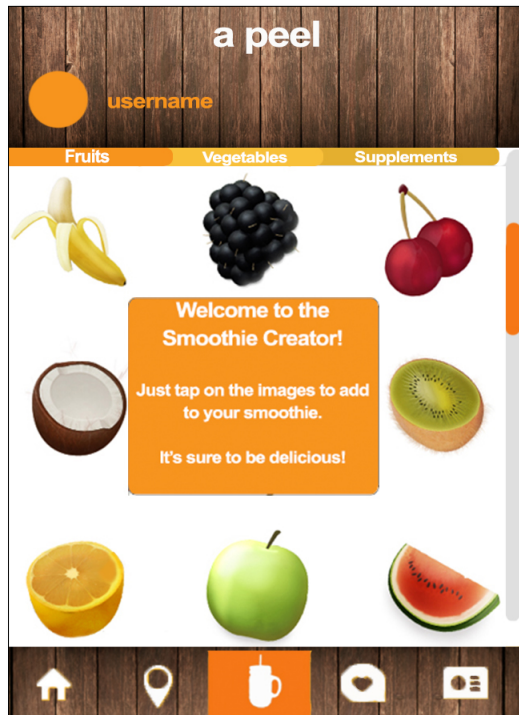 a peel
username
Fruits
Vegetables
Supplements
Welcome to the
Smoothie Creator!
Just tap on the images to add
to your smoothie.
It's sure to be delicious!